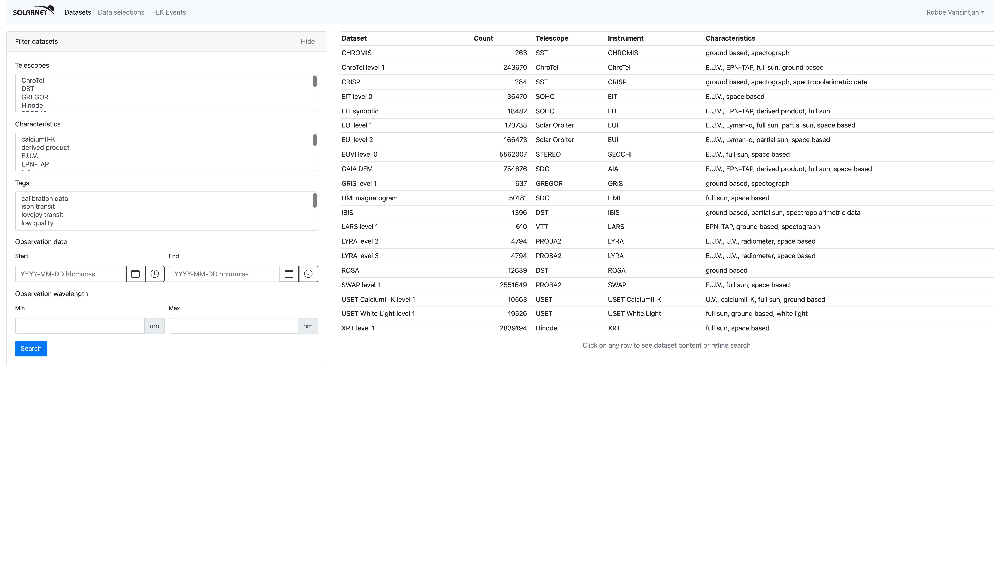 SOLARNET Datasets Data selections HEK Events Robbe Vansintjan
Filter datasets Hide
Telescopes
ChroTel
DST
GREGOR
Hinode
Characteristics
calciumII-K
derived product
E.U.V.
EPN-TAP
Tags
calibration data
ison transit
lovejoy transit
low quality
Observation date
Start End
YYYY-MM-DD hh:mm:ss YYYY-MM-DD hh:mm:ss
Observation wavelength
Min Max
nm nm
Search
Dataset Count Telescope Instrument Characteristics
CHROMIS 263 SST CHROMIS ground based, spectograph
ChroTel level 1 243670 ChroTel ChroTel E.U.V., EPN-TAP, full sun, ground based
CRISP 284 SST CRISP ground based, spectograph, spectropolarimetric data
EIT level 0 36470 SOHO EIT E.U.V., space based
EIT synoptic 18482 SOHO EIT E.U.V., EPN-TAP, derived product, full sun
EUI level 1 173738 Solar Orbiter EUI E.U.V., Lyman-α, full sun, partial sun, space based
EUI level 2 166473 Solar Orbiter EUI E.U.V., Lyman-α, partial sun, space based
EUVI level 0 5562007 STEREO SECCHI E.U.V., full sun, space based
GAIA DEM 754876 SDO AIA E.U.V., EPN-TAP, derived product, full sun, space based
GRIS level 1 637 GREGOR GRIS ground based, spectograph
HMI magnetogram 50181 SDO HMI full sun, space based
IBIS 1396 DST IBIS ground based, partial sun, spectropolarimetric data
LARS level 1 610 VTT LARS EPN-TAP, ground based, spectograph
LYRA level 2 4794 PROBA2 LYRA E.U.V., U.V., radiometer, space based
LYRA level 3 4794 PROBA2 LYRA E.U.V., U.V., radiometer, space based
ROSA 12639 DST ROSA ground based
SWAP level 1 2551649 PROBA2 SWAP E.U.V., full sun, space based
USET CalciumII-K level 1 10563 USET USET CalciumII-K U.V., calciumII-K, full sun, ground based
USET White Light level 1 19526 USET USET White Light full sun, ground based, white light
XRT level 1 2839194 Hinode XRT full sun, space based
Click on any row to see dataset content or refine search